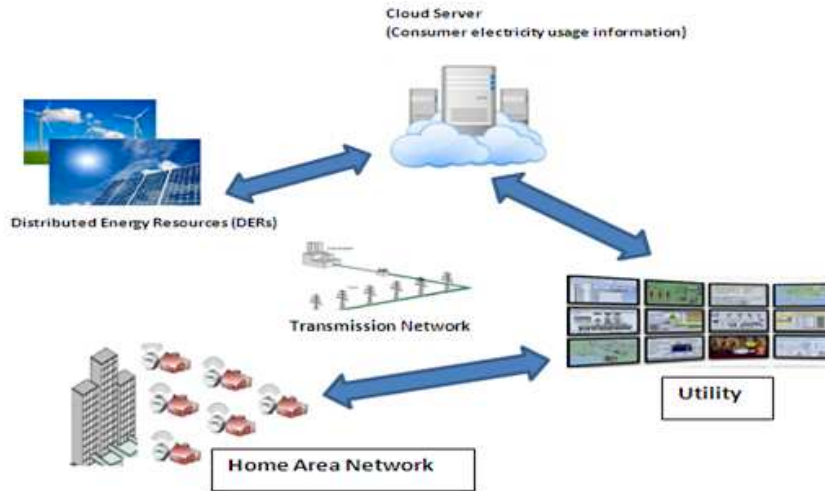 Cloud Server
(Consumer electricity usage information)
Distributed Energy Resources (DERs)
Transmission Network
Utility
Home Area Network